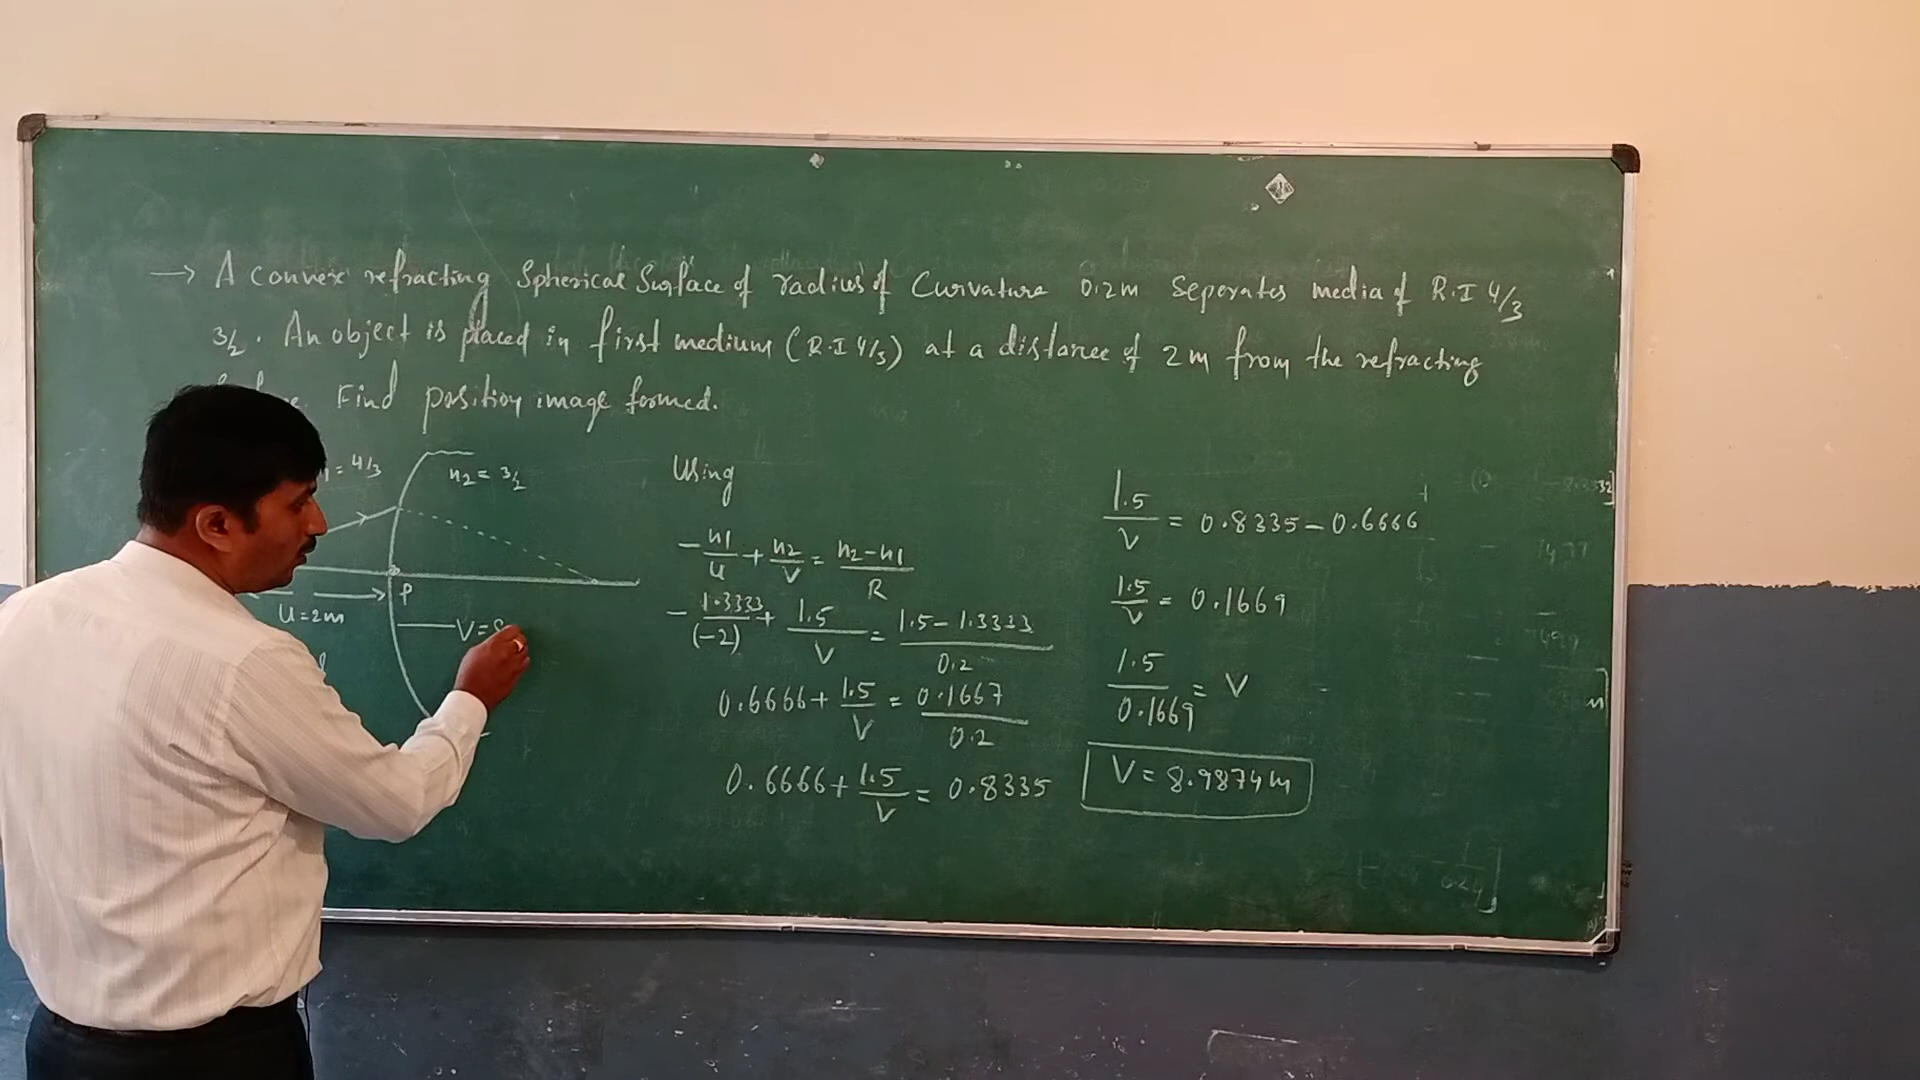 → A convex refracting Spherical Surface of radius of Curvature 0.2m Seperates media of R.I 4/3
3/2. An object is placed in first medium (R.I 4/3) at a distance of 2m from the refracting
Find position image formed.
= 4/3
n2 = 3/2
P
U=2m
V=8
Using
-n1/u + n2/v = n2-n1/R
-1.3333/(-2) + 1.5/V = 1.5-1.3333/0.2
0.6666+ 1.5/V = 0.1667/0.2
0.6666+ 1.5/V = 0.8335
1.5/V = 0.8335-0.6666
1.5/V = 0.1669
1.5/0.1669 = V
V=8.9874m